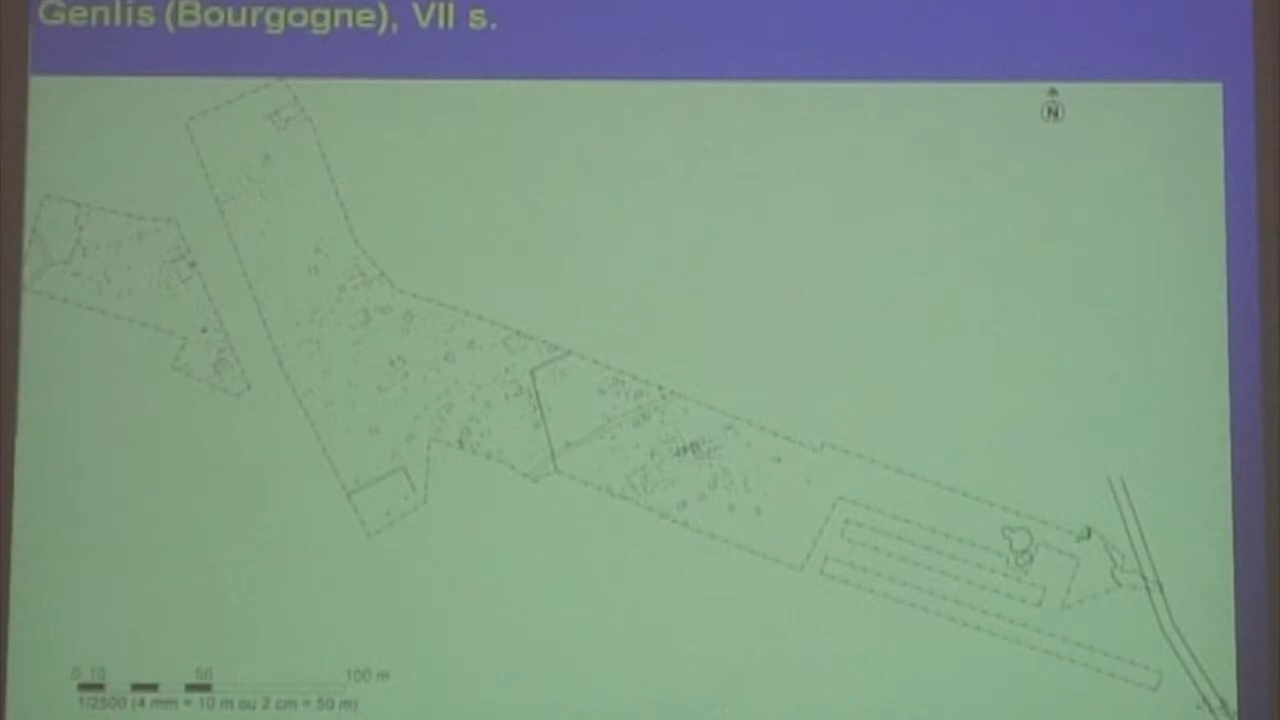 Genlis (Bourgogne), VII s.
N
0 10 50 100 m
1/2500 (4 mm = 10 m ou 2 cm = 50 m)